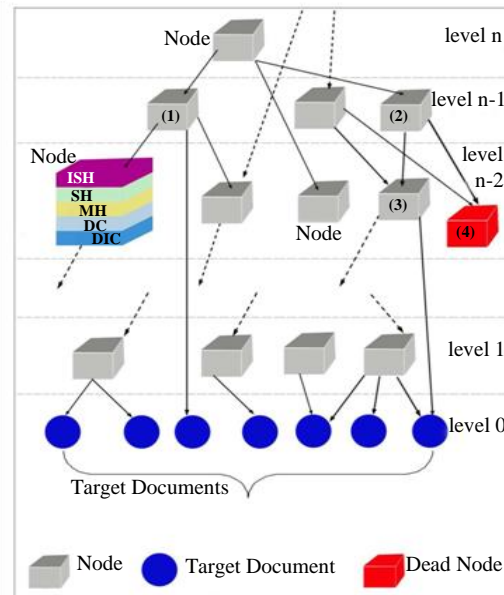 level n
Node
level n-1
(1)
(2)
Node
level
n-2
ISH
SH
MH
DC
DIC
Node
(3)
(4)
level 1
level 0
Target Documents
Node
Target Document
Dead Node